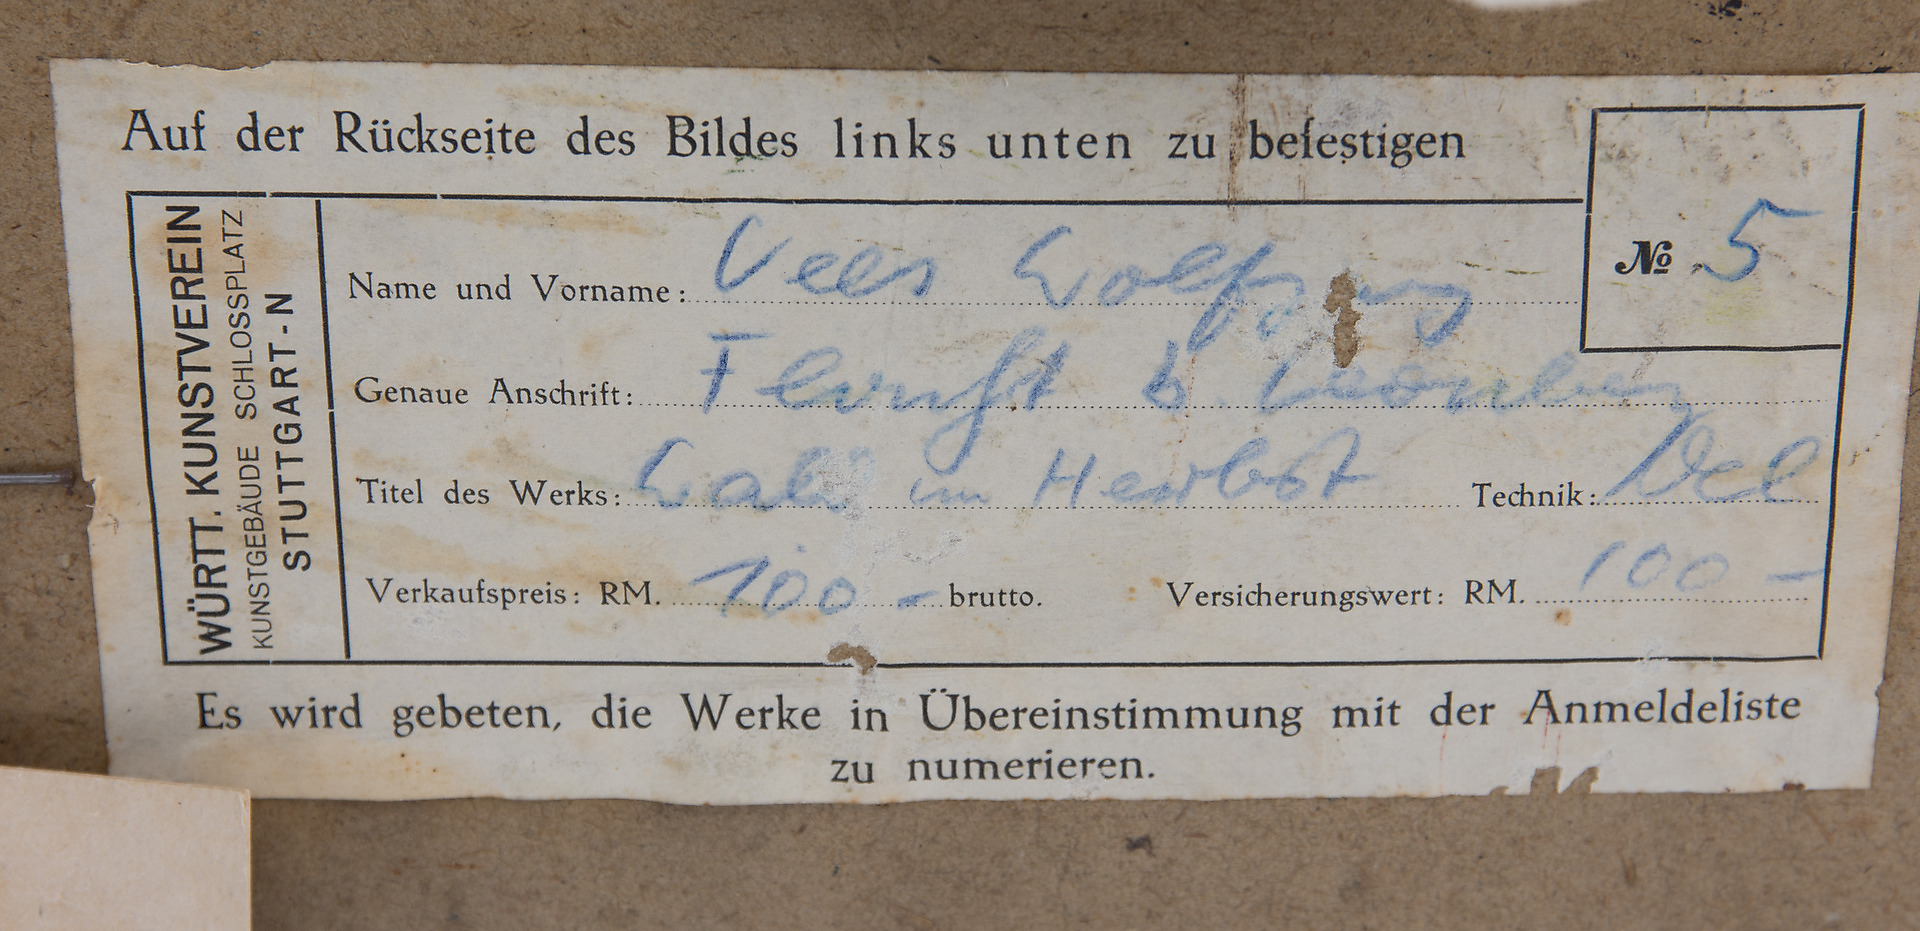 Auf der Rückseite des Bildes links unten zu befestigen
No 5
WÜRTT. KUNSTVEREIN
KUNSTGEBÄUDE SCHLOSSPLATZ
STUTTGART-N
Name und Vorname: Vees Wolfgang
Genaue Anschrift: b. Leonberg
Titel des Werks: im Herbst Technik: Oel
Verkaufspreis: RM. 100 - brutto. Versicherungswert: RM. 100 -
Es wird gebeten, die Werke in Übereinstimmung mit der Anmeldeliste
zu numerieren.